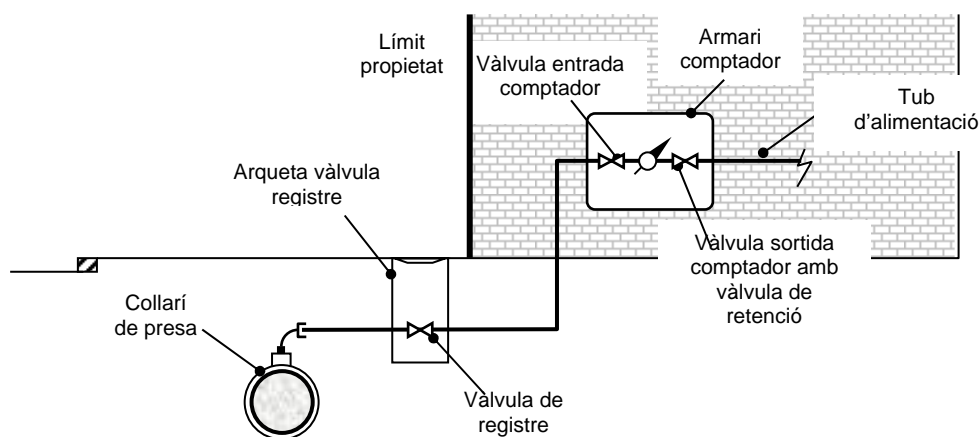 Límit
propietat
Armari
comptador
Vàlvula entrada
comptador
Tub
d'alimentació
Arqueta vàlvula
registre
Vàlvula sortida
comptador amb
vàlvula de
retenció
Collarí
de presa
Vàlvula de
registre